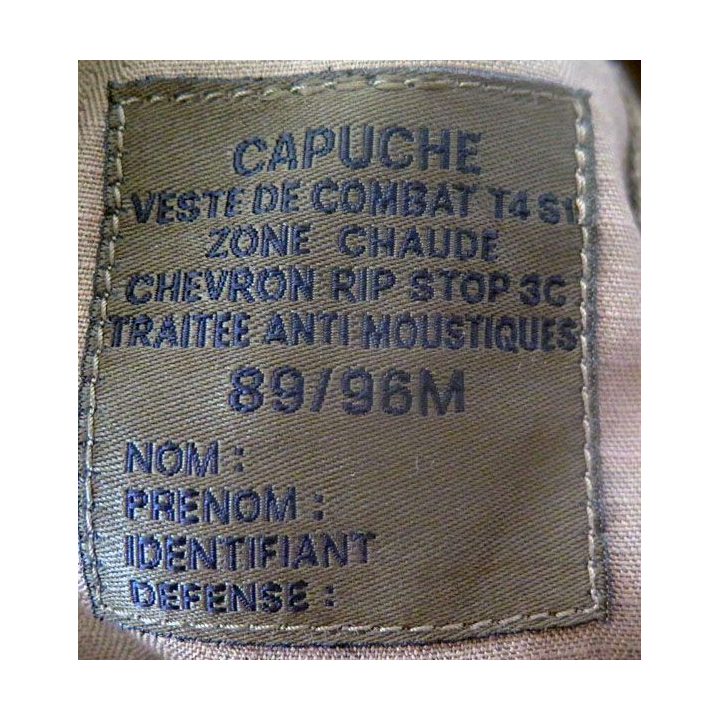 CAPUCHE
VESTE DE COMBAT T4 S1
ZONE CHAUDE
CHEVRON RIP STOP 3C
TRAITEE ANTI MOUSTIQUES
89/96M
NOM :
PRENOM :
IDENTIFIANT
DEFENSE :